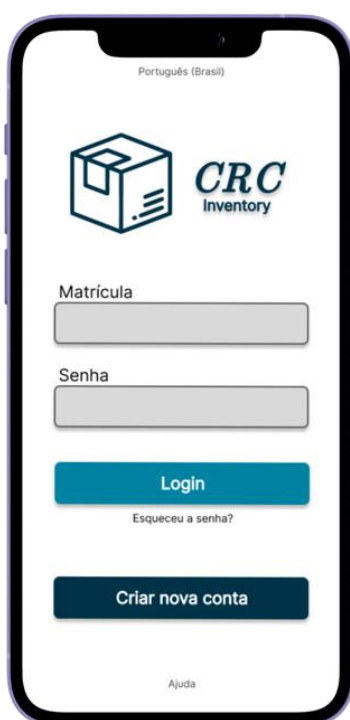 Português (Brasil)
CRC
Inventory
Matrícula
Senha
Login
Esqueceu a senha?
Criar nova conta
Ajuda